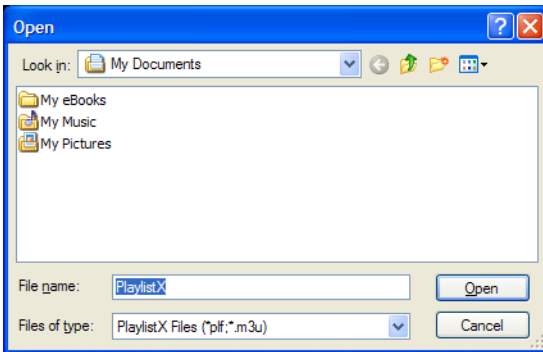 Open
Look in: My Documents
My eBooks
My Music
My Pictures
File name: PlaylistX Open
Files of type: PlaylistX Files (*plf;*.m3u) Cancel